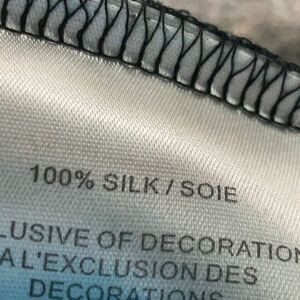 100% SILK / SOIE
LUSIVE OF DECORATION
A L'EXCLUSION DES
DECORATIONS